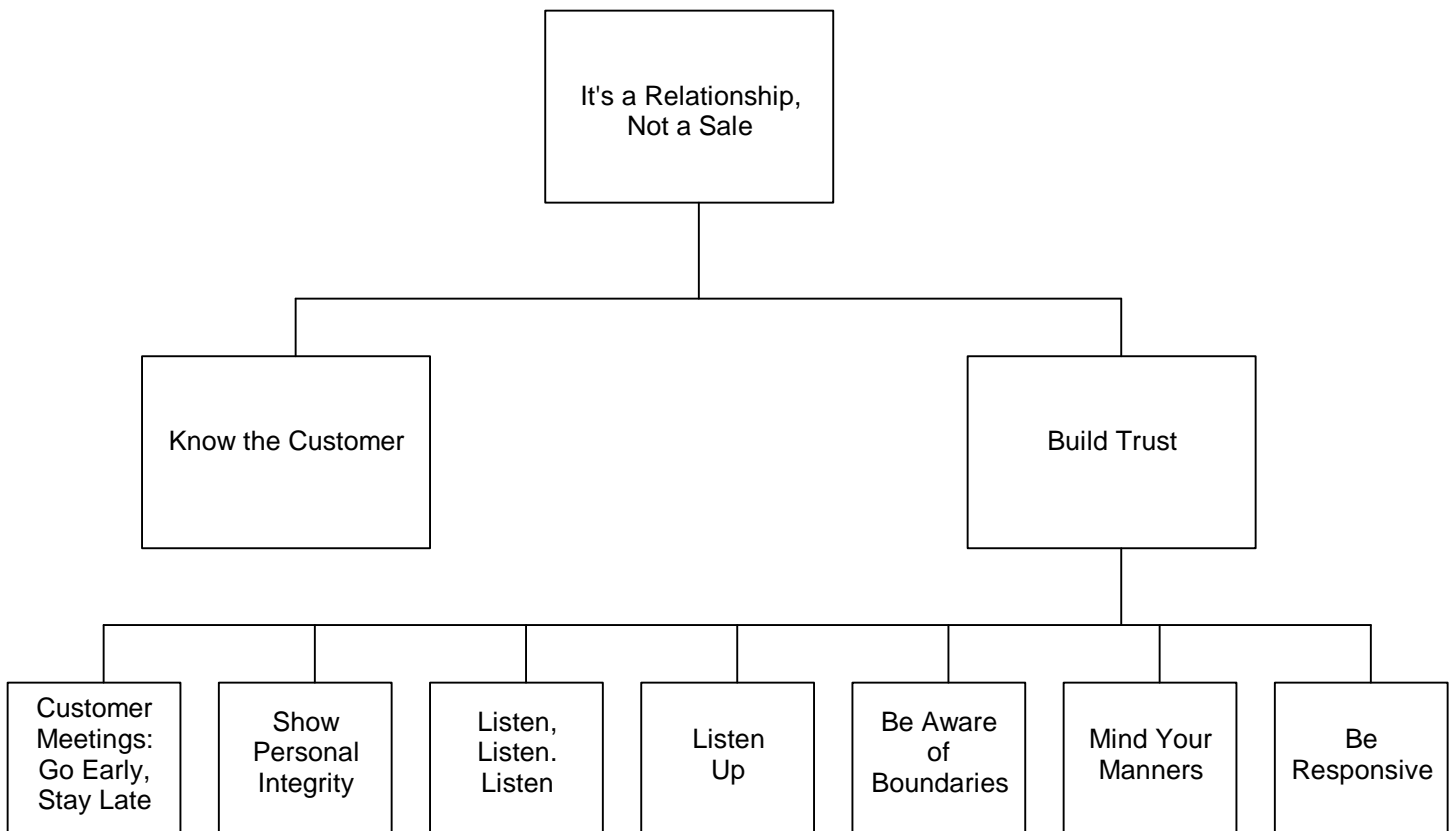 It's a Relationship,
Not a Sale
Know the Customer
Build Trust
Customer
Meetings:
Go Early,
Stay Late
Show
Personal
Integrity
Listen,
Listen.
Listen
Listen
Up
Be Aware
of
Boundaries
Mind Your
Manners
Be
Responsive